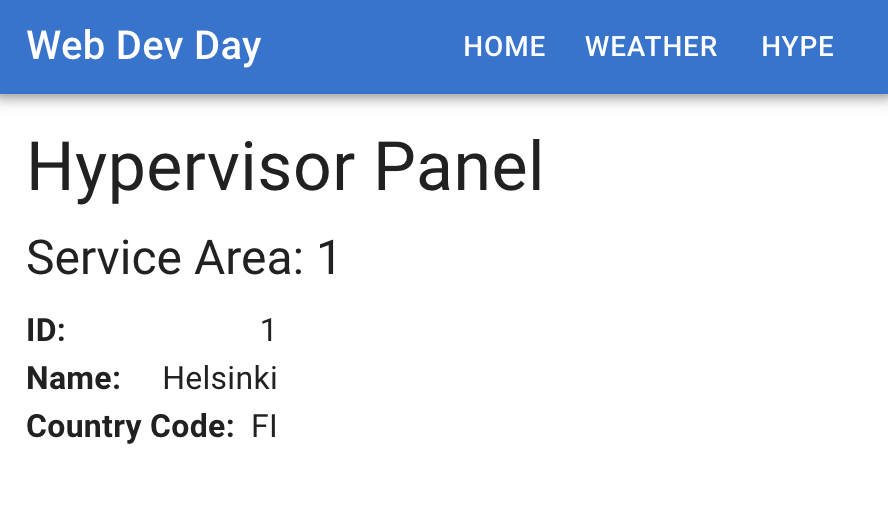 Web Dev Day HOME WEATHER HYPE
Hypervisor Panel
Service Area: 1
ID: 1
Name: Helsinki
Country Code: FI